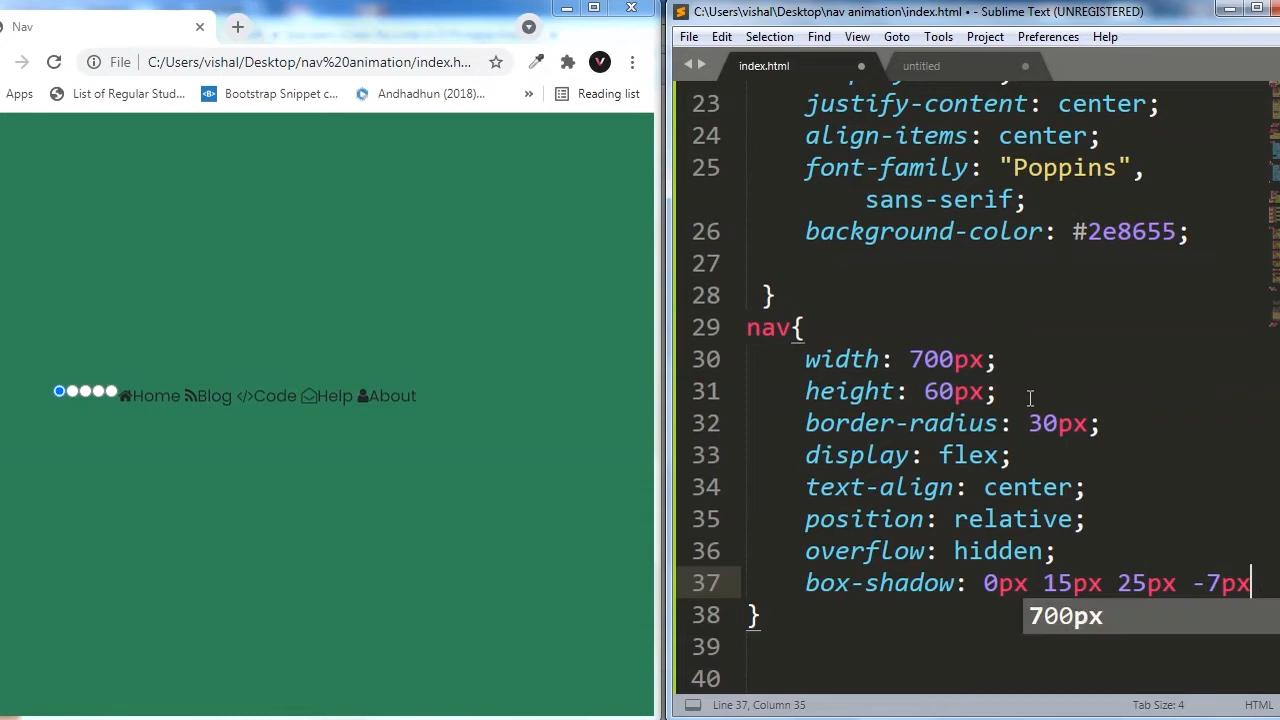 Nav
File C:/Users/vishal/Desktop/nav%20animation/index.h...
V
Apps List of Regular Stud... Bootstrap Snippet c... Andhadhun (2018)... » Reading list
Home Blog </>Code Help About
C:\Users\vishal\Desktop\nav animation\index.html • - Sublime Text (UNREGISTERED)
File Edit Selection Find View Goto Tools Project Preferences Help
index.html untitled
23 justify-content: center;
24 align-items: center;
25 font-family: "Poppins",
sans-serif;
26 background-color: #2e8655;
27
28 }
29 nav{
30 width: 700px;
31 height: 60px;
32 border-radius: 30px;
33 display: flex;
34 text-align: center;
35 position: relative;
36 overflow: hidden;
37 box-shadow: 0px 15px 25px -7px
700px
38 }
39
40
Line 37, Column 35 Tab Size: 4 HTML